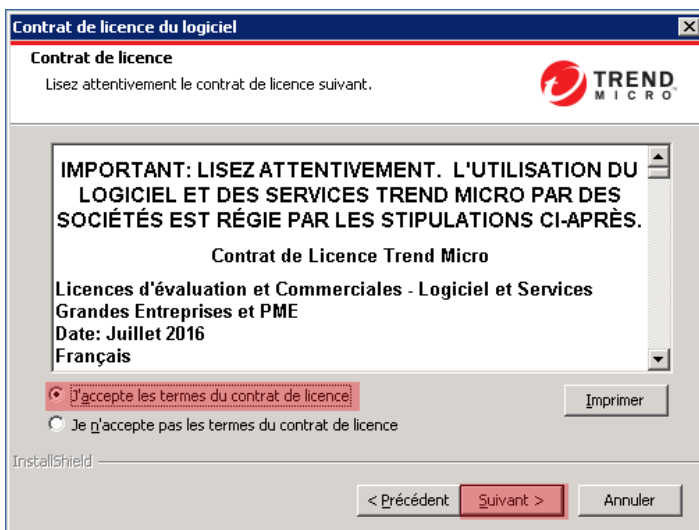 Contrat de licence du logiciel
Contrat de licence
Lisez attentivement le contrat de licence suivant.
TREND
MICRO
IMPORTANT: LISEZ ATTENTIVEMENT. L'UTILISATION DU
LOGICIEL ET DES SERVICES TREND MICRO PAR DES
SOCIÉTÉS EST RÉGIE PAR LES STIPULATIONS CI-APRÈS.
Contrat de Licence Trend Micro
Licences d'évaluation et Commerciales - Logiciel et Services
Grandes Entreprises et PME
Date: Juillet 2016
Français
J'accepte les termes du contrat de licence
Imprimer
Je n'accepte pas les termes du contrat de licence
InstallShield
< Précédent Suivant > Annuler